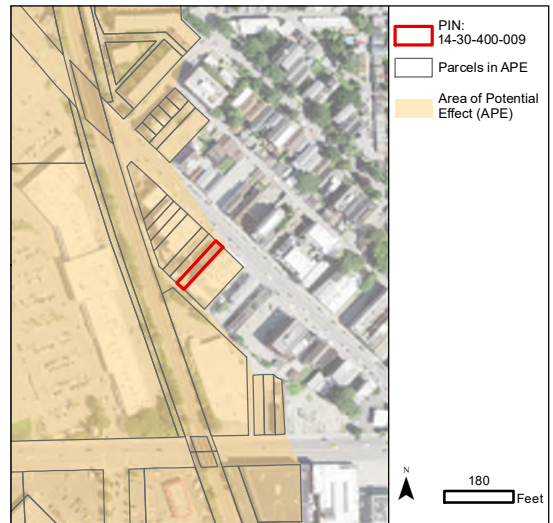 PIN:
14-30-400-009
Parcels in APE
Area of Potential
Effect (APE)
N
180
Feet